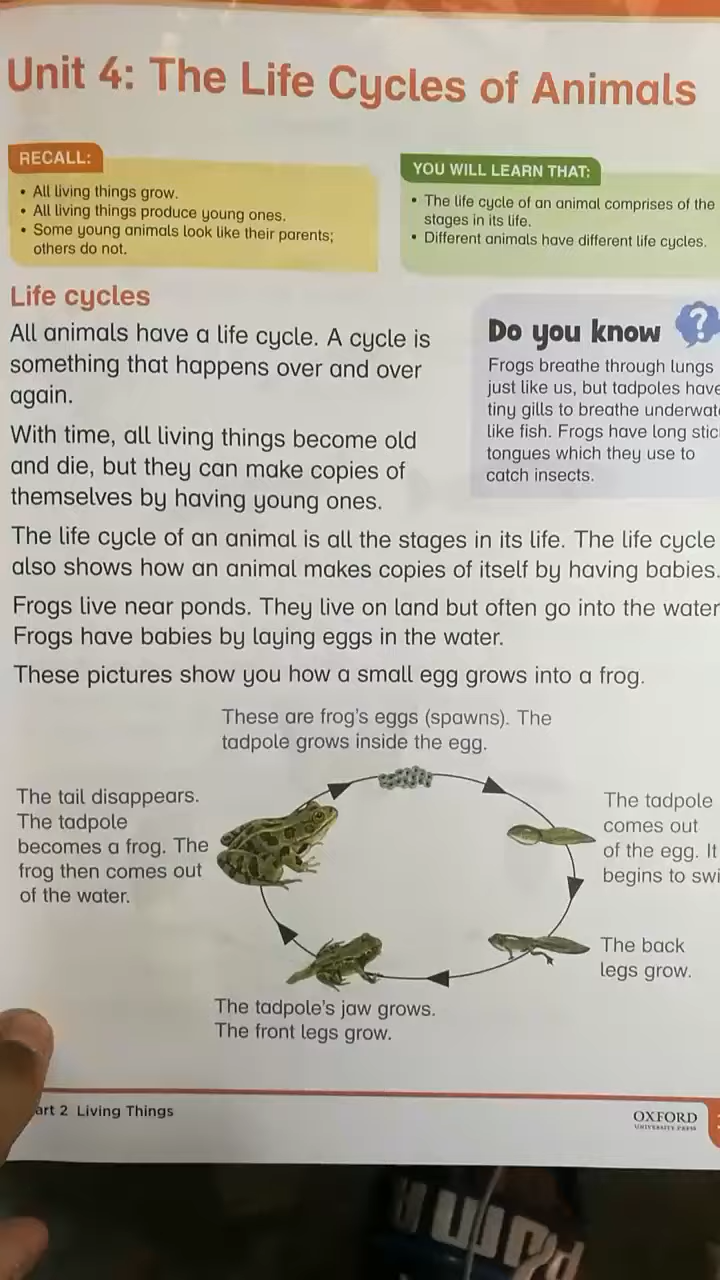 Unit 4: The Life Cycles of Animals
RECALL:
• All living things grow.
• All living things produce young ones.
• Some young animals look like their parents;
others do not.
YOU WILL LEARN THAT:
• The life cycle of an animal comprises of the
stages in its life.
• Different animals have different life cycles.
Life cycles
All animals have a life cycle. A cycle is
something that happens over and over
again.
With time, all living things become old
and die, but they can make copies of
themselves by having young ones.
Do you know ?
Frogs breathe through lungs
just like us, but tadpoles have
tiny gills to breathe
like fish. Frogs have long
tongues which they use to
catch insects.
The life cycle of an animal is all the stages in its life. The life cycle
also shows how an animal makes copies of itself by having babies.
Frogs live near ponds. They live on land but often go into the water
Frogs have babies by laying eggs in the water.
These pictures show you how a small egg grows into a frog.
These are frog's eggs (spawns). The
tadpole grows inside the egg.
The tadpole
comes out
of the egg. It
begins to
The back
legs grow.
The tadpole's jaw grows.
The front legs grow.
The tail disappears.
The tadpole
becomes a frog. The
frog then comes out
of the water.
art 2 Living Things
OXFORD
UNIVERSITY PRESS